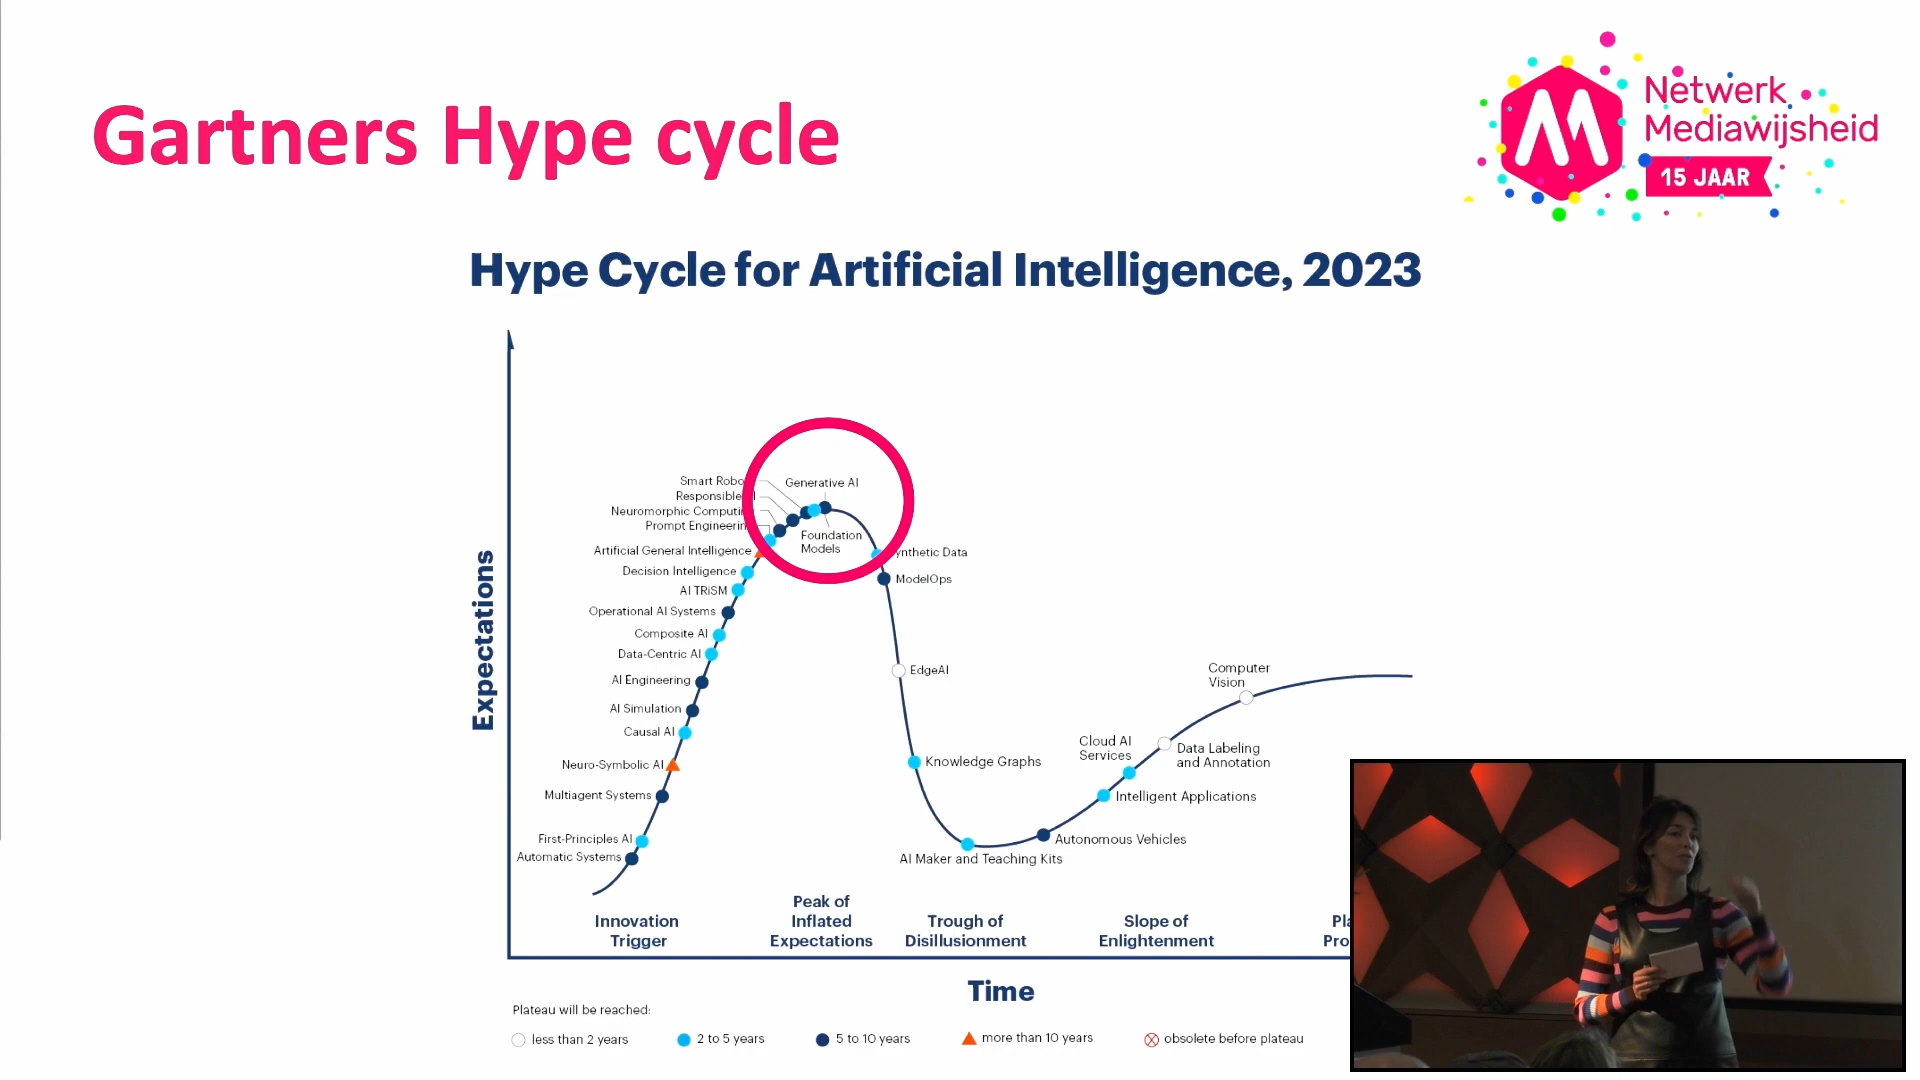 Gartners Hype cycle
Netwerk
Mediawijsheid
15 JAAR
Hype Cycle for Artificial Intelligence, 2023
Expectations
Smart Robo
Generative AI
Responsible
Neuromorphic Computin
Prompt Engineerin
Foundation
Models
Artificial General Intelligence
ynthetic Data
Decision Intelligence
ModelOps
AI TRiSM
Operational AI Systems
Composite AI
Data-Centric AI
EdgeAI
Computer
Vision
AI Engineering
AI Simulation
Causal AI
Cloud AI
Services
Data Labeling
and Annotation
Neuro-Symbolic AI
Knowledge Graphs
Multiagent Systems
Intelligent Applications
First-Principles AI
Autonomous Vehicles
Automatic Systems
AI Maker and Teaching Kits
Innovation
Trigger
Peak of
Inflated
Expectations
Trough of
Disillusionment
Slope of
Enlightenment
Pla
Pro
Time
Plateau will be reached:
less than 2 years
2 to 5 years
5 to 10 years
more than 10 years
obsolete before plateau